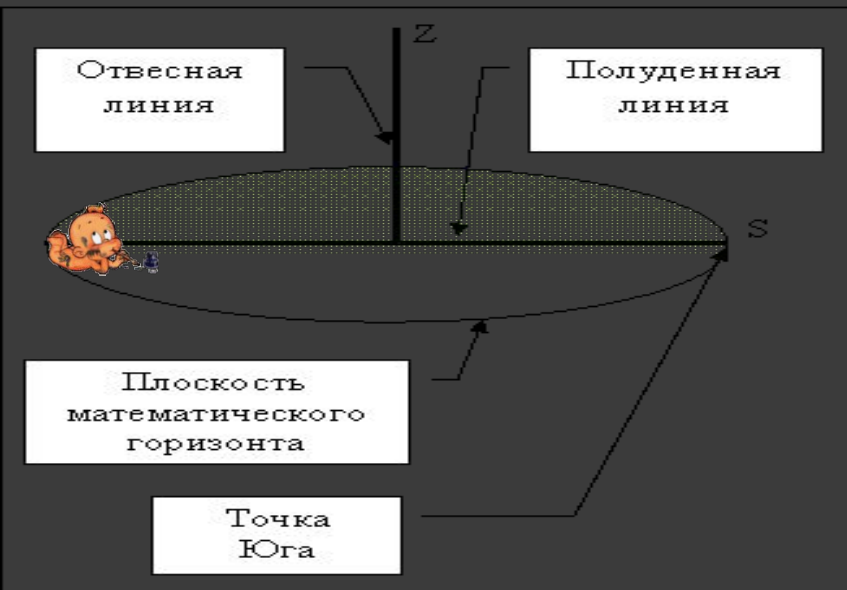 Z
Отвесная
линия
Полуденная
линия
S
Плоскость
математического
горизонта
Точка
Юга